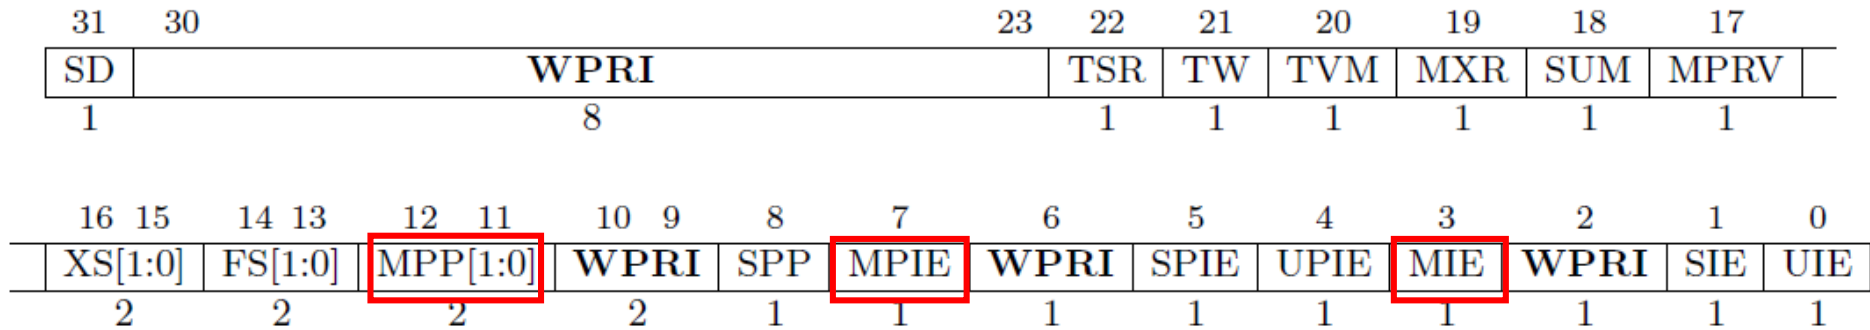 31 30 23 22 21 20 19 18 17
SD WPRI TSR TW TVM MXR SUM MPRV
1 8 1 1 1 1 1 1
16 15 14 13 12 11 10 9 8 7 6 5 4 3 2 1 0
XS[1:0] FS[1:0] MPP[1:0] WPRI SPP MPIE WPRI SPIE UPIE MIE WPRI SIE UIE
2 2 2 2 1 1 1 1 1 1 1 1 1